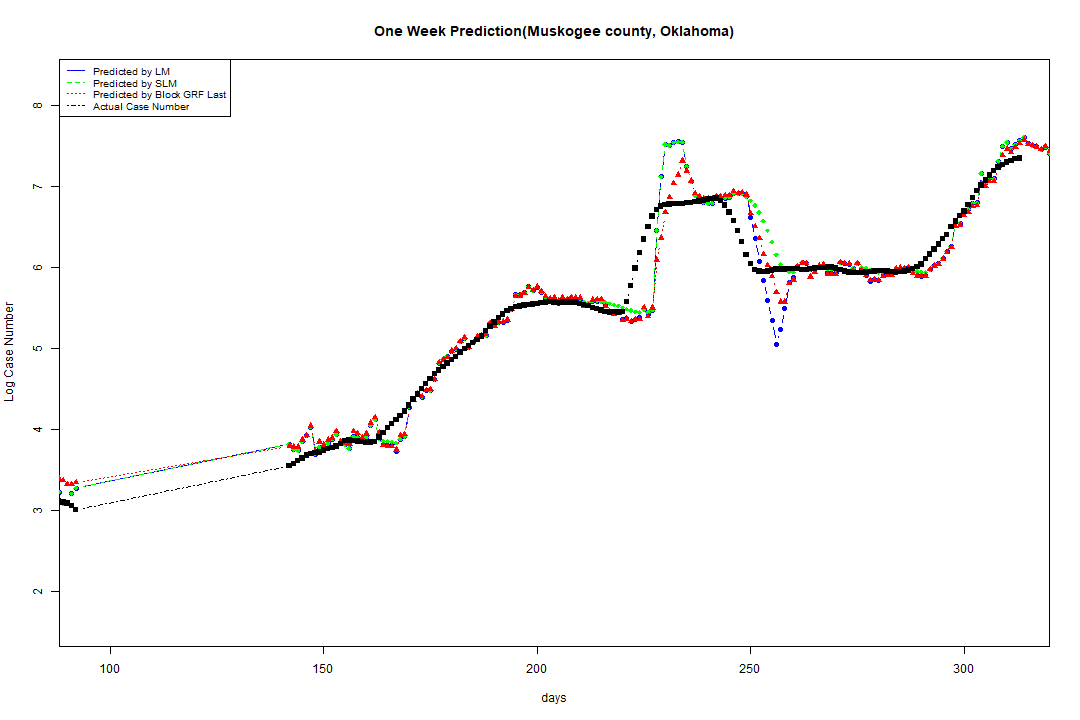 One Week Prediction(Muskogee county, Oklahoma)
Predicted by LM
Predicted by SLM
Predicted by Block GRF Last
Actual Case Number
8
7
6
5
4
3
2
Log Case Number
100 150 200 250 300
days